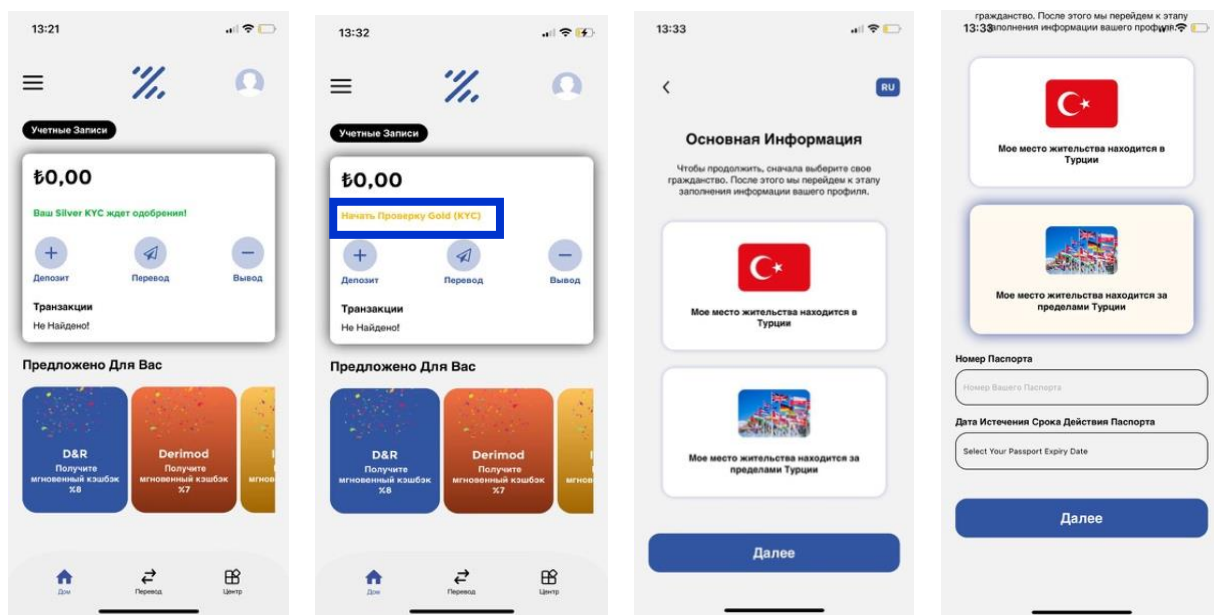 13:21
Учетные Записи
₺0,00
Ваш Silver KYC ждет одобрения!
Депозит
Перевод
Вывод
Транзакции
Не Найдено!
Предложено Для Вас
D&R
Получите
мгновенный кэшбэк
%8
Derimod
Получите
мгновенный кэшбэк
%7
Дом
Перевод
Центр
13:32
Учетные Записи
₺0,00
Начать Проверку Gold (KYC)
Депозит
Перевод
Вывод
Транзакции
Не Найдено!
Предложено Для Вас
D&R
Получите
мгновенный кэшбэк
%8
Derimod
Получите
мгновенный кэшбэк
%7
Дом
Перевод
Центр
13:33
RU
Основная Информация
Чтобы продолжить, сначала выберите свое
гражданство. После этого мы перейдем к этапу
заполнения информации вашего профиля.
Мое место жительства находится в
Турции
Мое место жительства находится за
пределами Турции
Далее
гражданство. После этого мы перейдем к этапу
13:33
заполнения информации вашего профиля.
Мое место жительства находится в
Турции
Мое место жительства находится за
пределами Турции
Номер Паспорта
Номер Вашего Паспорта
Дата Истечения Срока Действия Паспорта
Select Your Passport Expiry Date
Далее